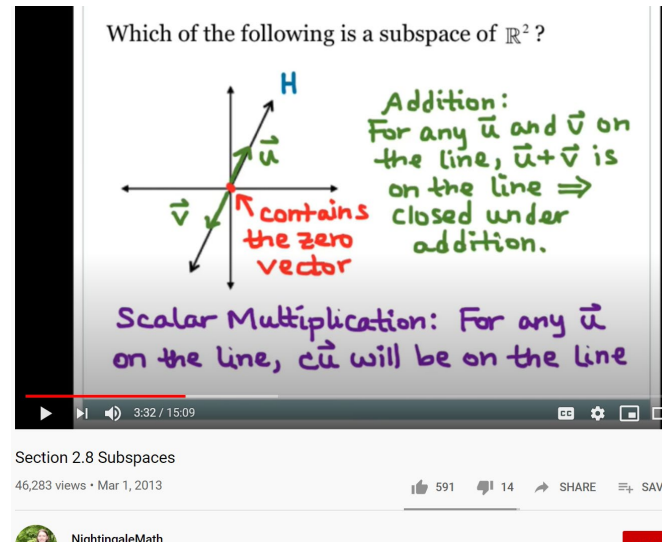 Which of the following is a subspace of ℝ² ?
H
Addition:
For any u⃗ and v⃗ on
the line, u⃗+v⃗ is
on the line ⇒
closed under
addition.
u⃗
v⃗
contains
the zero
vector
Scalar Multiplication: For any u⃗
on the line, cu⃗ will be on the line
3:32 / 15:09
CC
Section 2.8 Subspaces
46,283 views • Mar 1, 2013
591
14
SHARE
SAV
NightingaleMath